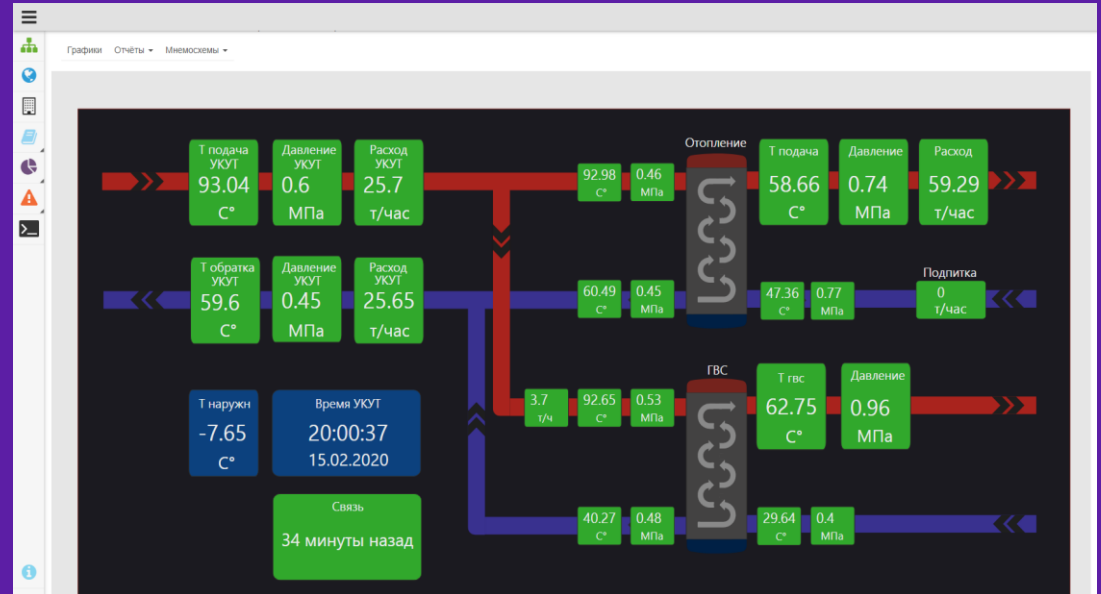 Графики Отчёты Мнемосхемы
Т подача УКУТ
93.04
С°
Давление УКУТ
0.6
МПа
Расход УКУТ
25.7
т/час
92.98
С°
0.46
МПа
Отопление
Т подача
58.66
С°
Давление
0.74
МПа
Расход
59.29
т/час
Т обратка УКУТ
59.6
С°
Давление УКУТ
0.45
МПа
Расход УКУТ
25.65
т/час
60.49
С°
0.45
МПа
47.36
С°
0.77
МПа
Подпитка
0
т/час
Т наружн
-7.65
С°
Время УКУТ
20:00:37
15.02.2020
3.7
т/ч
92.65
С°
0.53
МПа
ГВС
Т гвс
62.75
С°
Давление
0.96
МПа
Связь
34 минуты назад
40.27
С°
0.48
МПа
29.64
С°
0.4
МПа